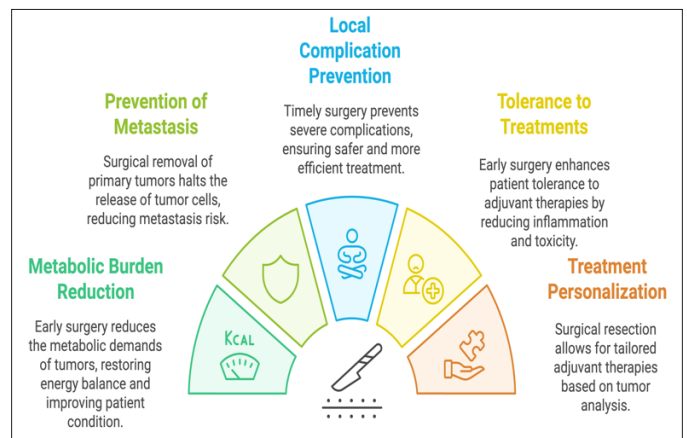 Local
Complication
Prevention
Timely surgery prevents
severe complications,
ensuring safer and more
efficient treatment.
Prevention of
Metastasis
Surgical removal of
primary tumors halts the
release of tumor cells,
reducing metastasis risk.
Tolerance to
Treatments
Early surgery enhances
patient tolerance to
adjuvant therapies by
reducing inflammation
and toxicity.
Metabolic Burden
Reduction
Early surgery reduces
the metabolic demands
of tumors, restoring
energy balance and
improving patient
condition.
KCAL
Treatment
Personalization
Surgical resection
allows for tailored
adjuvant therapies
based on tumor
analysis.